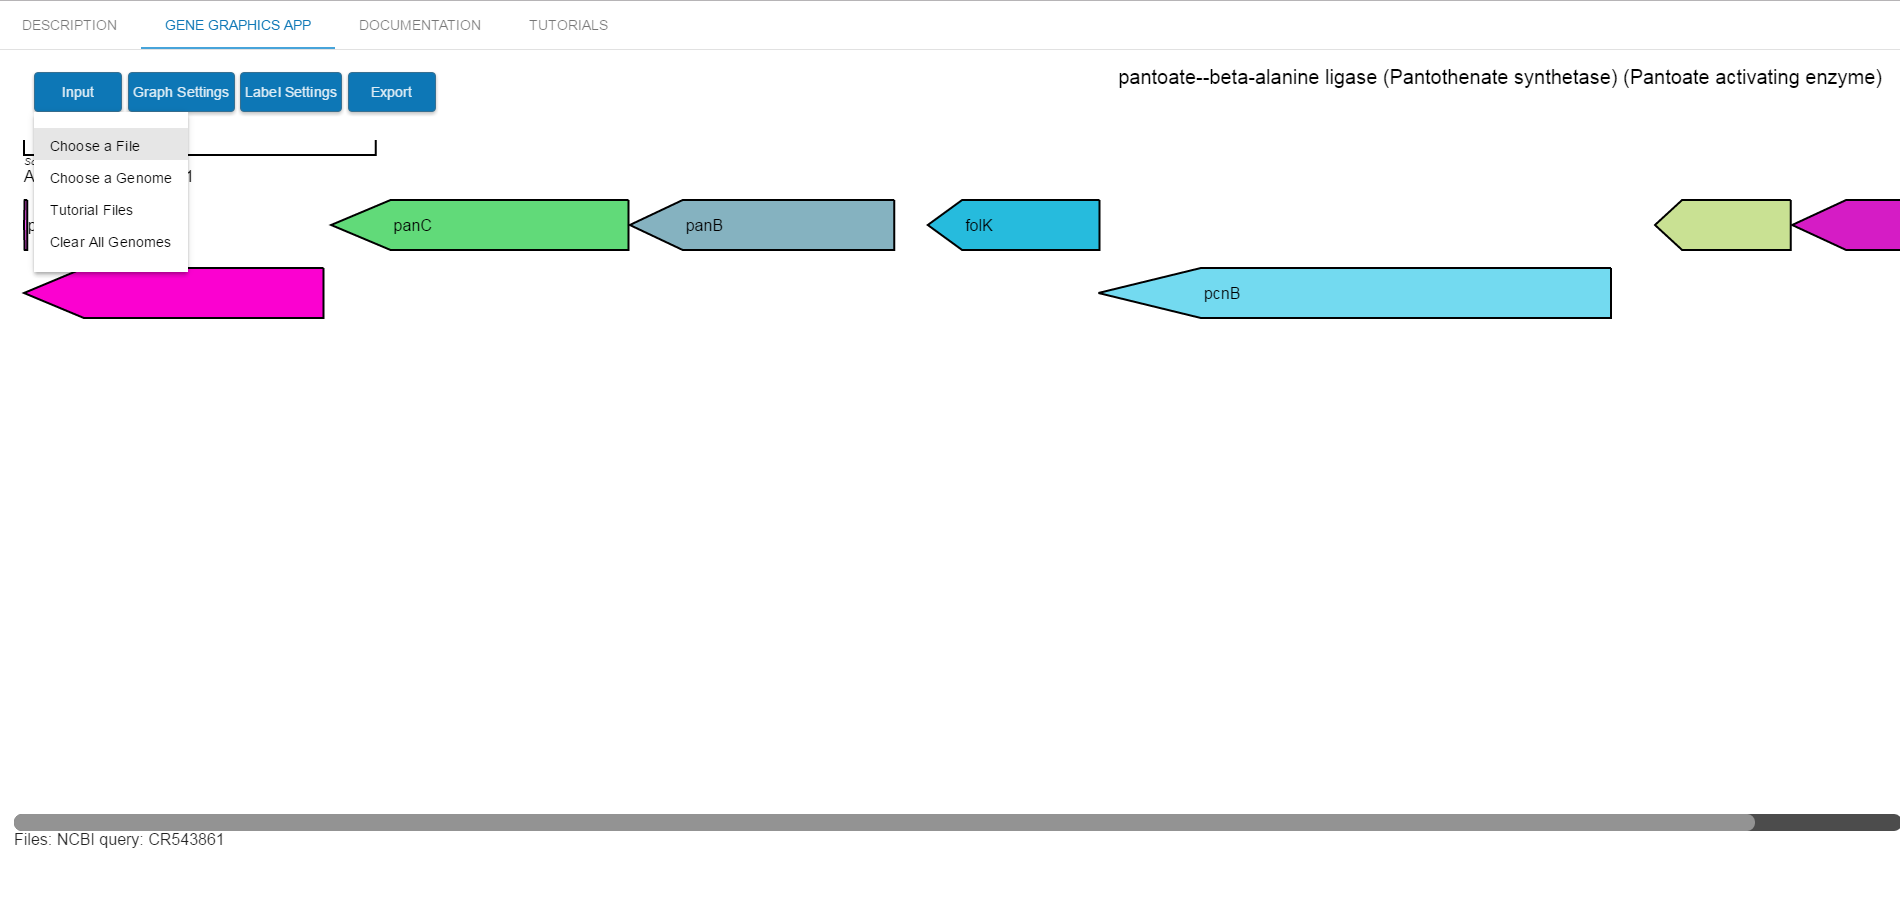 DESCRIPTION GENE GRAPHICS APP DOCUMENTATION TUTORIALS
Input Graph Settings Label Settings Export
pantoate--beta-alanine ligase (Pantothenate synthetase) (Pantoate activating enzyme)
Choose a File
Choose a Genome
Tutorial Files
Clear All Genomes
panC panB folK
pcnB
Files: NCBI query: CR543861